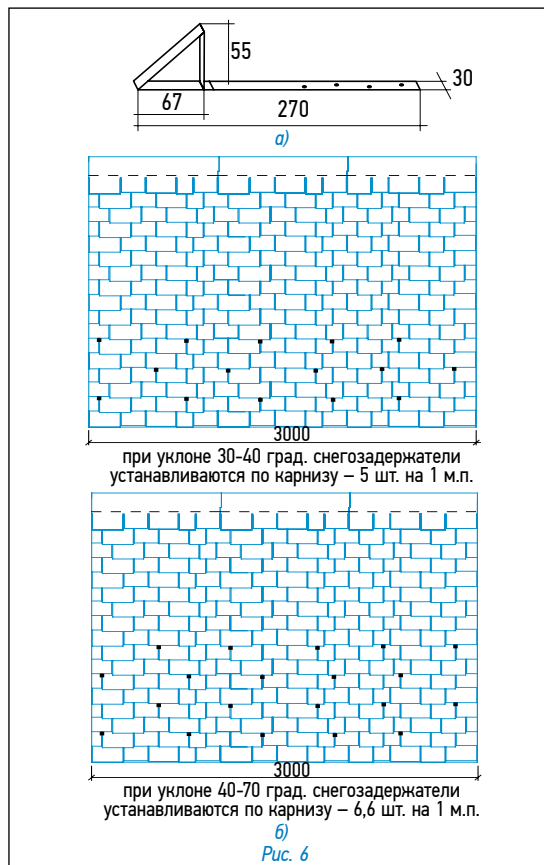 55
30
67
270
а)
3000
при уклоне 30-40 град. снегозадержатели
устанавливаются по карнизу – 5 шт. на 1 м.п.
3000
при уклоне 40-70 град. снегозадержатели
устанавливаются по карнизу – 6,6 шт. на 1 м.п.
б)
Рис. 6